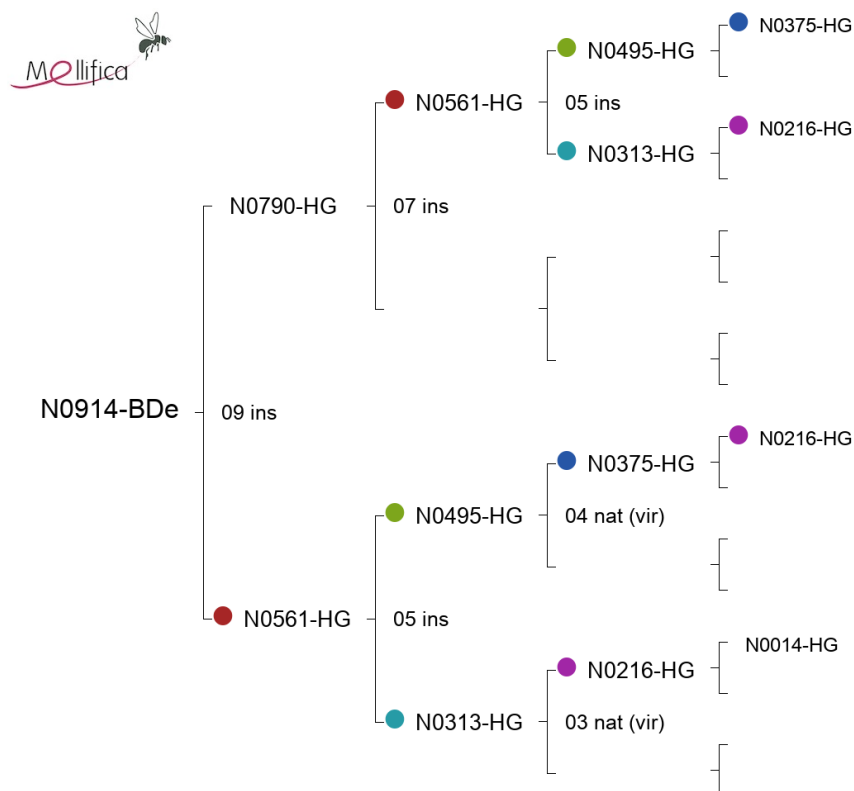 Mellifica
N0375-HG
N0495-HG
N0561-HG
05 ins
N0216-HG
N0313-HG
N0790-HG
07 ins
N0914-BDe
09 ins
N0216-HG
N0375-HG
N0495-HG
04 nat (vir)
N0561-HG
05 ins
N0014-HG
N0216-HG
N0313-HG
03 nat (vir)